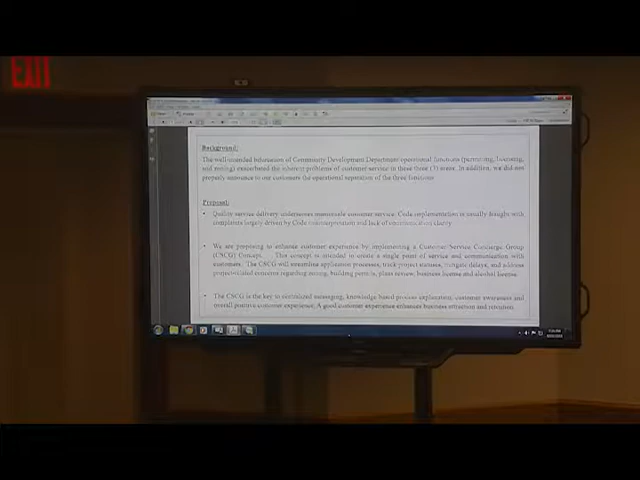 EXIT
Background:
The well-intended bifurcation of Community Development Department operational functions (permitting, licensing,
and zoning) exacerbated the inherent problems of customer service in these three (3) areas. In addition, we did not
properly announce to our customers the operational separation of the three functions.
Proposal:
• Quality service delivery underscores memorable customer service. Code implementation is usually fraught with
complaints largely driven by Code misinterpretation and lack of communication clarity.
• We are proposing to enhance customer experience by implementing a Customer Service Concierge Group
(CSCG) Concept. This concept is intended to create a single point of service and communication with
customers. The CSCG will streamline application processes, track project statuses, mitigate delays, and address
project-related concerns regarding zoning, building permits, plans review, business license and alcohol license.
• The CSCG is the key to centralized messaging, knowledge based process explanation, customer awareness and
overall positive customer experience. A good customer experience enhances business attraction and retention.